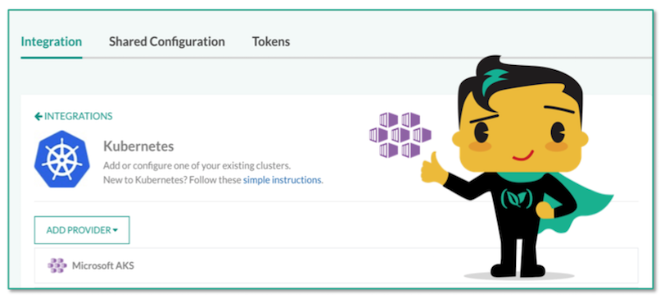 Integration Shared Configuration Tokens
INTEGRATIONS
Kubernetes
Add or configure one of your existing clusters.
New to Kubernetes? Follow these simple instructions.
ADD PROVIDER
Microsoft AKS